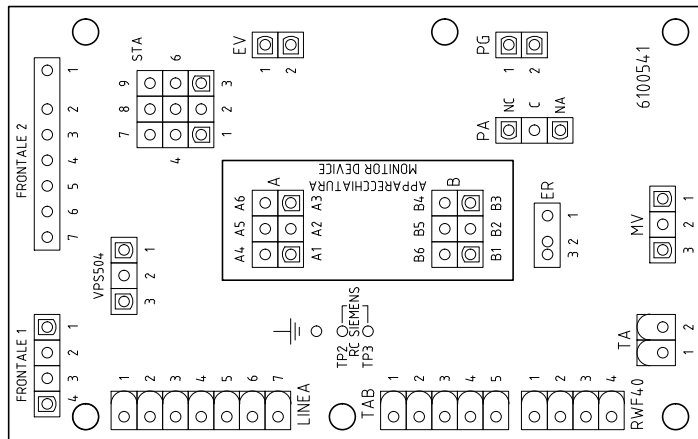 FRONTALE 2
1
2
3
4
5
6
7
STA
9 6 3
8 2
7 4 1
EV
1
2
PG
1
2
PA
NC
C
NA
6100541
APPARECCHIATURA
MONITOR DEVICE
A
A6 A3
A5 A2
A4 A1
B
B4 B3
B5 B2
B6 B1
ER
1
2
3
MV
1
2
3
VPS504
1
2
3
FRONTALE 1
1
2
3
4
TP2
TP3
RC SIEMENS
LINEA
1
2
3
4
5
6
7
TAB
1
2
3
4
5
RWF40
1
2
3
4
TA
2
1